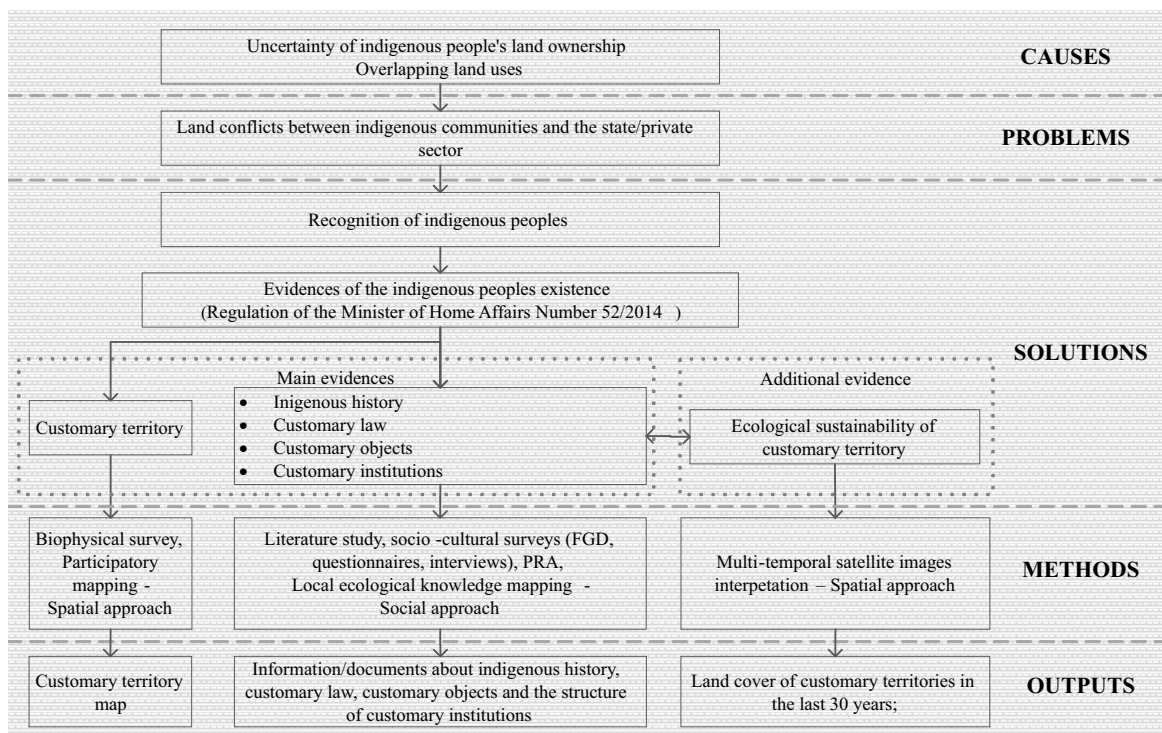 Uncertainty of indigenous people's land ownership
Overlapping land uses
CAUSES
Land conflicts between indigenous communities and the state/private
sector
PROBLEMS
Recognition of indigenous peoples
Evidences of the indigenous peoples existence
(Regulation of the Minister of Home Affairs Number 52/2014 )
SOLUTIONS
Main evidences
Customary territory
• Inigenous history
• Customary law
• Customary objects
• Customary institutions
Additional evidence
Ecological sustainability of
customary territory
Biophysical survey,
Participatory
mapping -
Spatial approach
Literature study, socio -cultural surveys (FGD,
questionnaires, interviews), PRA,
Local ecological knowledge mapping -
Social approach
Multi-temporal satellite images
interpetation – Spatial approach
METHODS
Customary territory
map
Information/documents about indigenous history,
customary law, customary objects and the structure
of customary institutions
Land cover of customary territories in
the last 30 years;
OUTPUTS